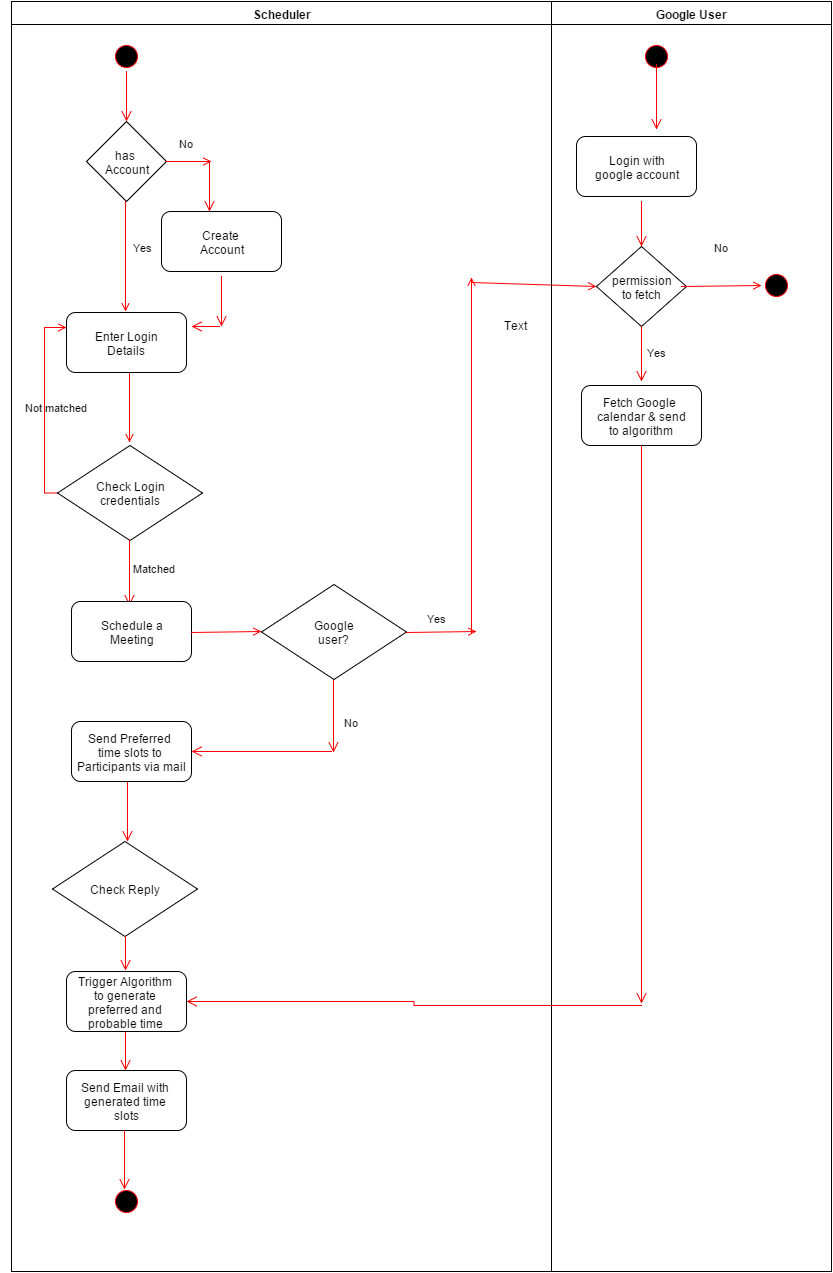 Scheduler
Google User
has
Account
No
Create
Account
Yes
Login with
google account
permission
to fetch
No
Yes
Text
Enter Login
Details
Not matched
Fetch Google
calendar & send
to algorithm
Check Login
credentials
Matched
Schedule a
Meeting
Google
user?
Yes
No
Send Preferred
time slots to
Participants via mail
Check Reply
Trigger Algorithm
to generate
preferred and
probable time
Send Email with
generated time
slots